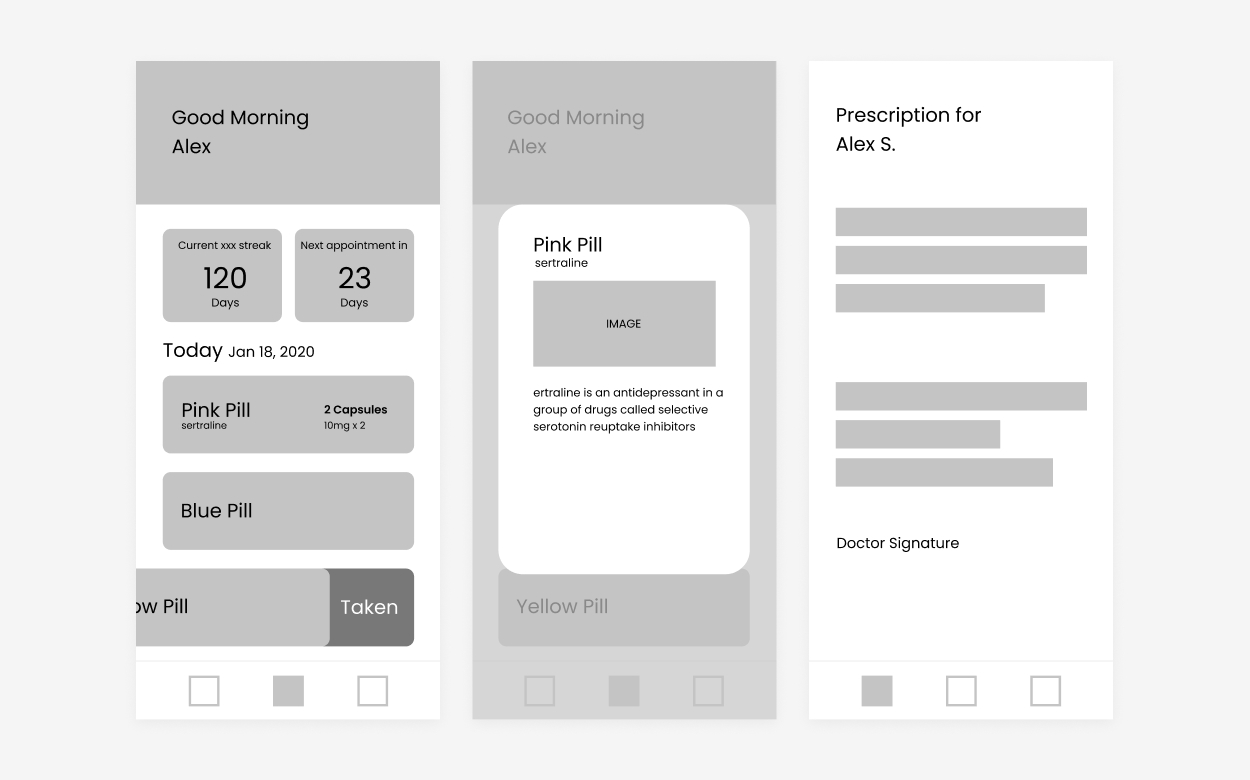 Good Morning
Alex
Current xxx streak
120
Days
Next appointment in
23
Days
Today Jan 18, 2020
Pink Pill
sertraline
2 Capsules
10mg x 2
Blue Pill
ow Pill
Taken
Good Morning
Alex
Pink Pill
sertraline
IMAGE
ertraline is an antidepressant in a
group of drugs called selective
serotonin reuptake inhibitors
Yellow Pill
Prescription for
Alex S.
Doctor Signature